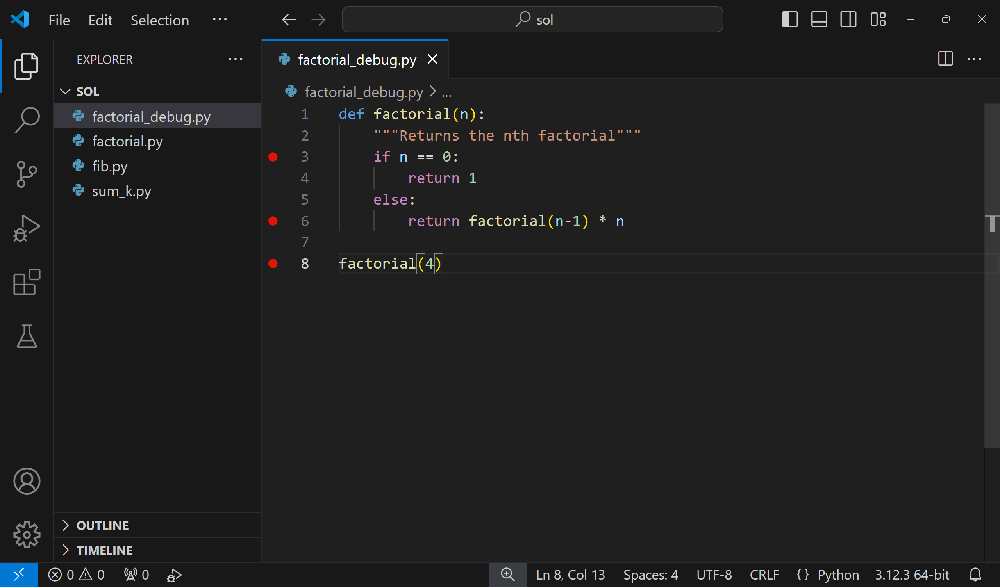 File Edit Selection ··· sol
EXPLORER ···
SOL
factorial_debug.py
factorial.py
fib.py
sum_k.py
OUTLINE
TIMELINE
factorial_debug.py
factorial_debug.py > ...
1 def factorial(n):
2     """Returns the nth factorial"""
3     if n == 0:
4         return 1
5     else:
6         return factorial(n-1) * n
7
8 factorial(4)
0 0 0 Ln 8, Col 13 Spaces: 4 UTF-8 CRLF {} Python 3.12.3 64-bit